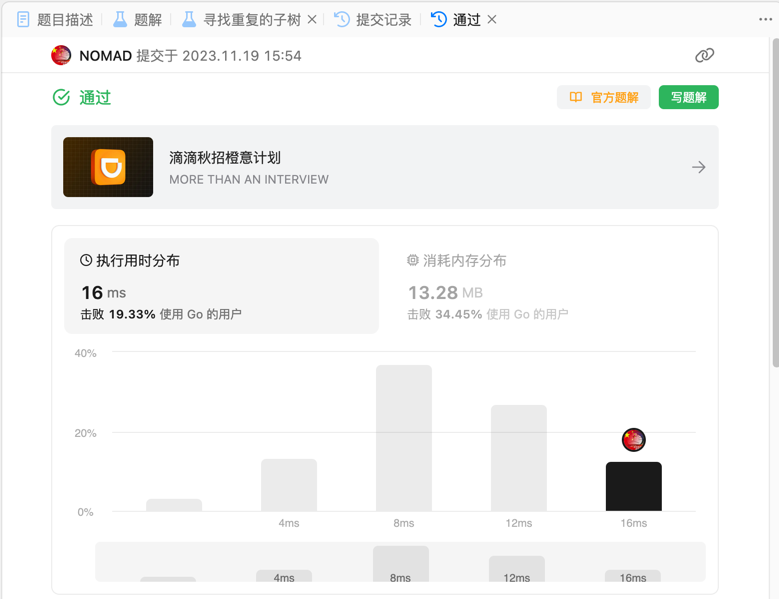 题目描述 题解 寻找重复的子树 提交记录 通过
NOMAD 提交于 2023.11.19 15:54
通过
官方题解 写题解
滴滴秋招橙意计划
MORE THAN AN INTERVIEW
执行用时分布
16 ms
击败 19.33% 使用 Go 的用户
消耗内存分布
13.28 MB
击败 34.45% 使用 Go 的用户
40%
20%
0%
4ms 8ms 12ms 16ms
4ms 8ms 12ms 16ms